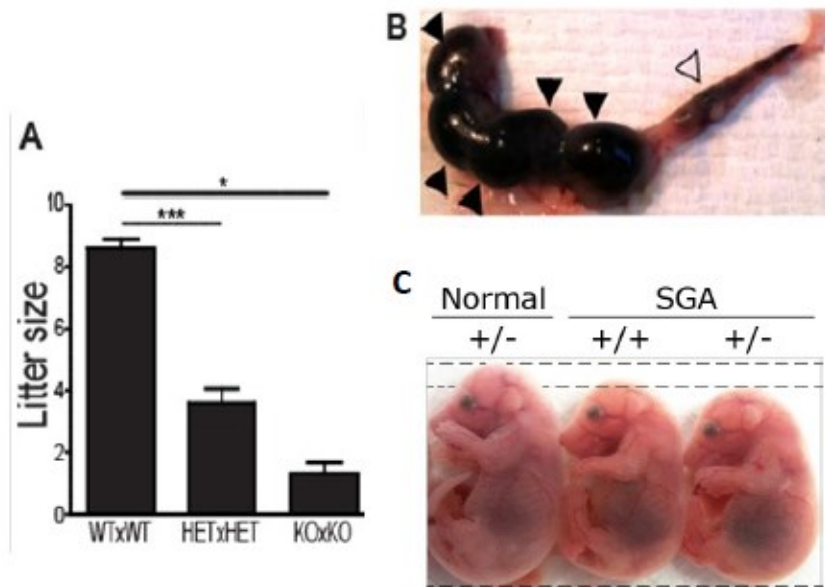 A
*
***
10
8
6
4
2
0
Litter size
WTxWT HETxHET KOxKO
B
C
Normal SGA
+/- +/+ +/-